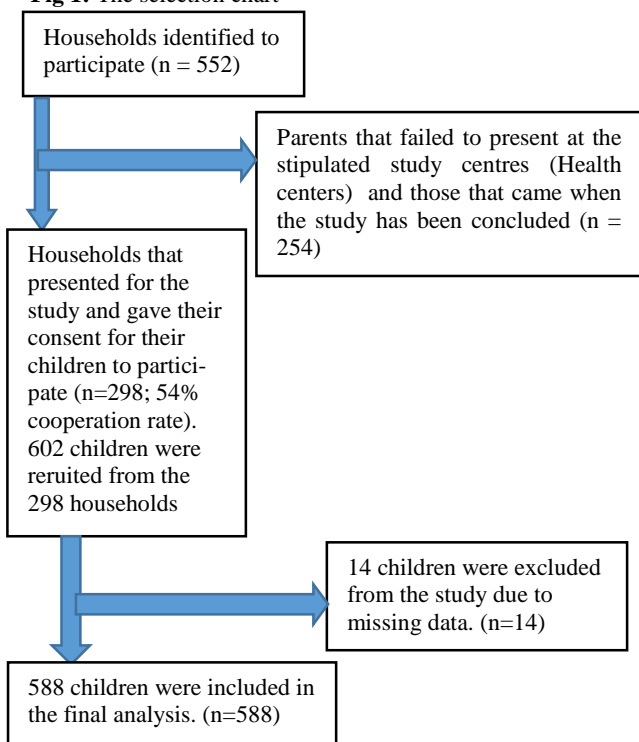 Fig 1: The selection chart
Households identified to
participate (n = 552)
Parents that failed to present at the
stipulated study centres (Health
centers) and those that came when
the study has been concluded (n =
254)
Households that
presented for the
study and gave their
consent for their
children to partici-
pate (n=298; 54%
cooperation rate).
602 children were
reruited from the
298 households
14 children were excluded
from the study due to
missing data. (n=14)
588 children were included in
the final analysis. (n=588)